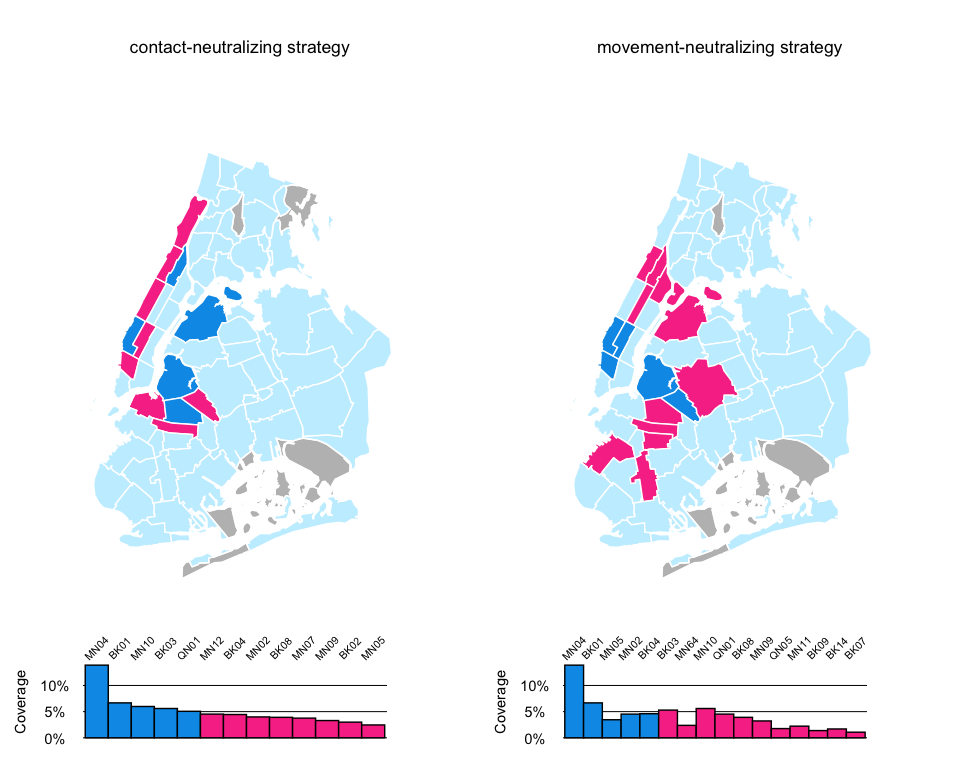 contact-neutralizing strategy
movement-neutralizing strategy
MN04 BK01 MN10 BK03 QN01 MN12 BK04 MN02 BK08 MN07 MN09 BK02 MN05
Coverage
10%
5%
0%
MN04 BK01 MN05 MN02 BK04 BK03 MN64 MN10 QN01 BK08 MN09 QN05 MN11 BK09 BK14 BK07
Coverage
10%
5%
0%